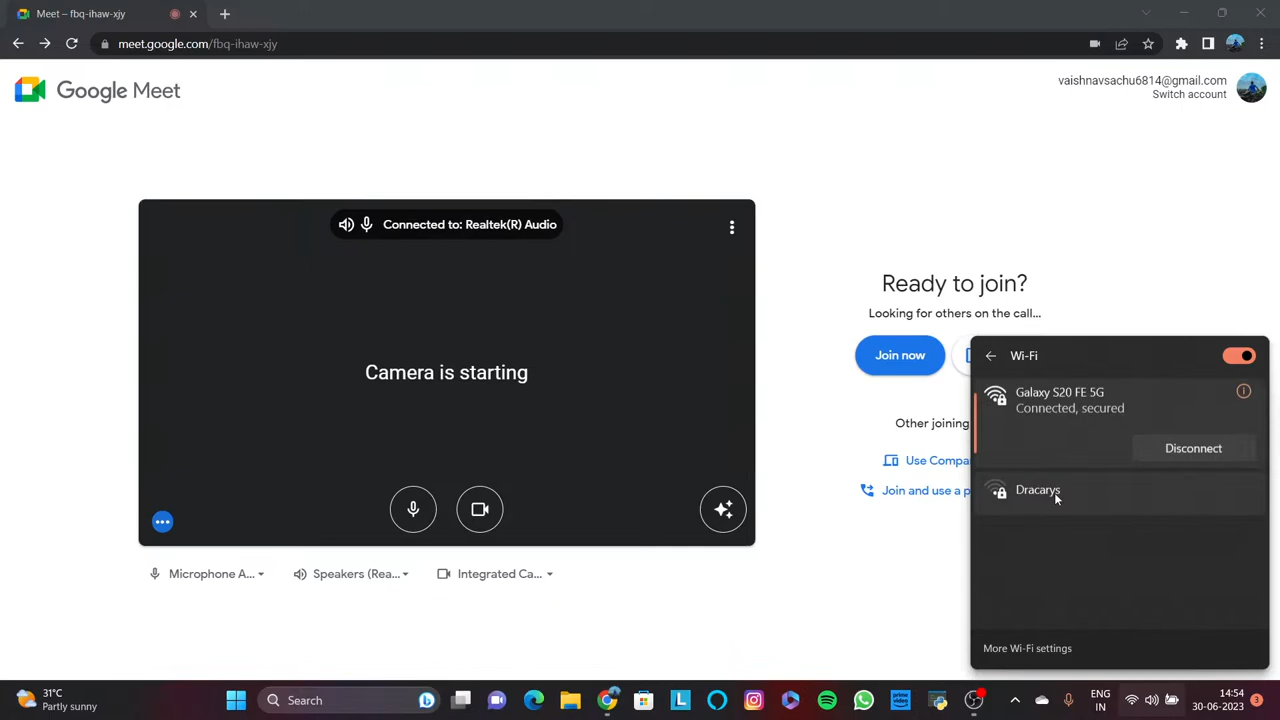 Meet – fbq-ihaw-xjy
meet.google.com/fbq-ihaw-xjy
Google Meet
vaishnavsachu6814@gmail.com
Switch account
Connected to: Realtek(R) Audio
Camera is starting
Ready to join?
Looking for others on the call...
Join now
Other joining
Use Compa
Join and use a p
Microphone A...
Speakers (Rea...
Integrated Ca...
Wi-Fi
Galaxy S20 FE 5G
Connected, secured
Disconnect
Dracarys
More Wi-Fi settings
31°C
Partly sunny
Search
ENG
IN
14:54
30-06-2023
3